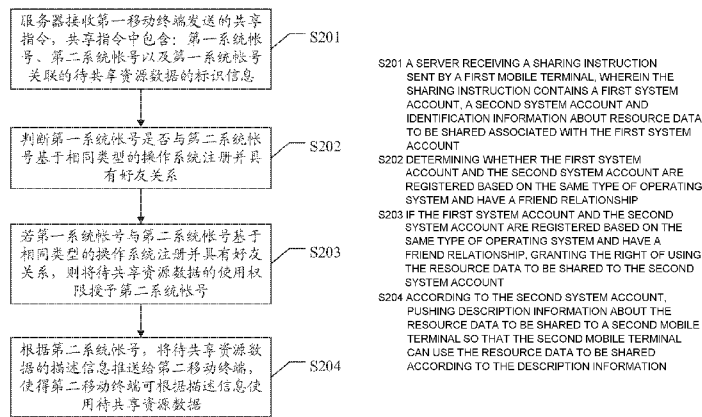 服务器接收第一移动终端发送的共享
指令，共享指令中包含：第一系统帐
号、第二系统帐号以及第一系统帐号
关联的待共享资源数据的标识信息
S201
判断第一系统帐号是否与第二系统帐
号基于相同类型的操作系统注册并具
有好友关系
S202
若第一系统帐号与第二系统帐号基于
相同类型的操作系统注册并具有好友
关系，则将待共享资源数据的使用权
限授予第二系统帐号
S203
根据第二系统帐号，将待共享资源数
据的描述信息推送给第二移动终端，
使得第二移动终端可根据描述信息使
用待共享资源数据
S204
S201 A SERVER RECEIVING A SHARING INSTRUCTION
SENT BY A FIRST MOBILE TERMINAL, WHEREIN THE
SHARING INSTRUCTION CONTAINS A FIRST SYSTEM
ACCOUNT, A SECOND SYSTEM ACCOUNT AND
IDENTIFICATION INFORMATION ABOUT RESOURCE DATA
TO BE SHARED ASSOCIATED WITH THE FIRST SYSTEM
ACCOUNT
S202 DETERMINING WHETHER THE FIRST SYSTEM
ACCOUNT AND THE SECOND SYSTEM ACCOUNT ARE
REGISTERED BASED ON THE SAME TYPE OF OPERATING
SYSTEM AND HAVE A FRIEND RELATIONSHIP
S203 IF THE FIRST SYSTEM ACCOUNT AND THE SECOND
SYSTEM ACCOUNT ARE REGISTERED BASED ON THE
SAME TYPE OF OPERATING SYSTEM AND HAVE A
FRIEND RELATIONSHIP, GRANTING THE RIGHT OF USING
THE RESOURCE DATA TO BE SHARED TO THE SECOND
SYSTEM ACCOUNT
S204 ACCORDING TO THE SECOND SYSTEM ACCOUNT,
PUSHING DESCRIPTION INFORMATION ABOUT THE
RESOURCE DATA TO BE SHARED TO A SECOND MOBILE
TERMINAL SO THAT THE SECOND MOBILE TERMINAL
CAN USE THE RESOURCE DATA TO BE SHARED
ACCORDING TO THE DESCRIPTION INFORMATION